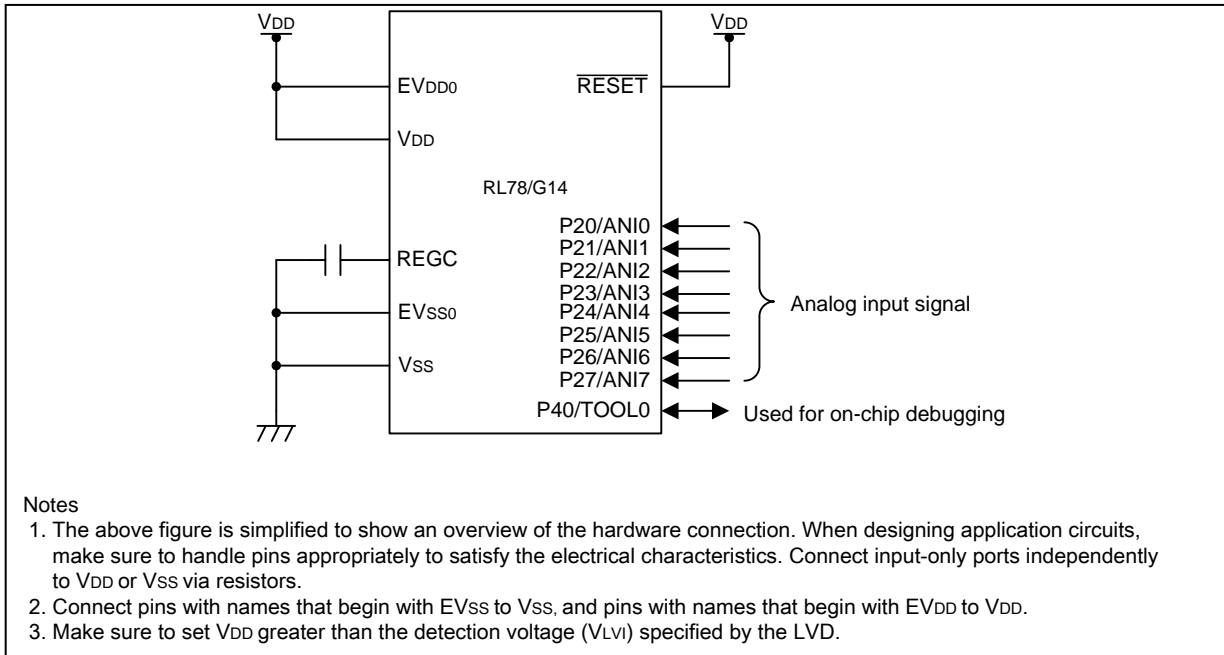 VDD
VDD
EVDD0
RESET
VDD
RL78/G14
P20/ANI0
P21/ANI1
P22/ANI2
P23/ANI3
P24/ANI4
P25/ANI5
P26/ANI6
P27/ANI7
P40/TOOL0
REGC
EVSS0
VSS
Analog input signal
Used for on-chip debugging
Notes
1. The above figure is simplified to show an overview of the hardware connection. When designing application circuits,
make sure to handle pins appropriately to satisfy the electrical characteristics. Connect input-only ports independently
to VDD or VSS via resistors.
2. Connect pins with names that begin with EVSS to VSS, and pins with names that begin with EVDD to VDD.
3. Make sure to set VDD greater than the detection voltage (VLVI) specified by the LVD.